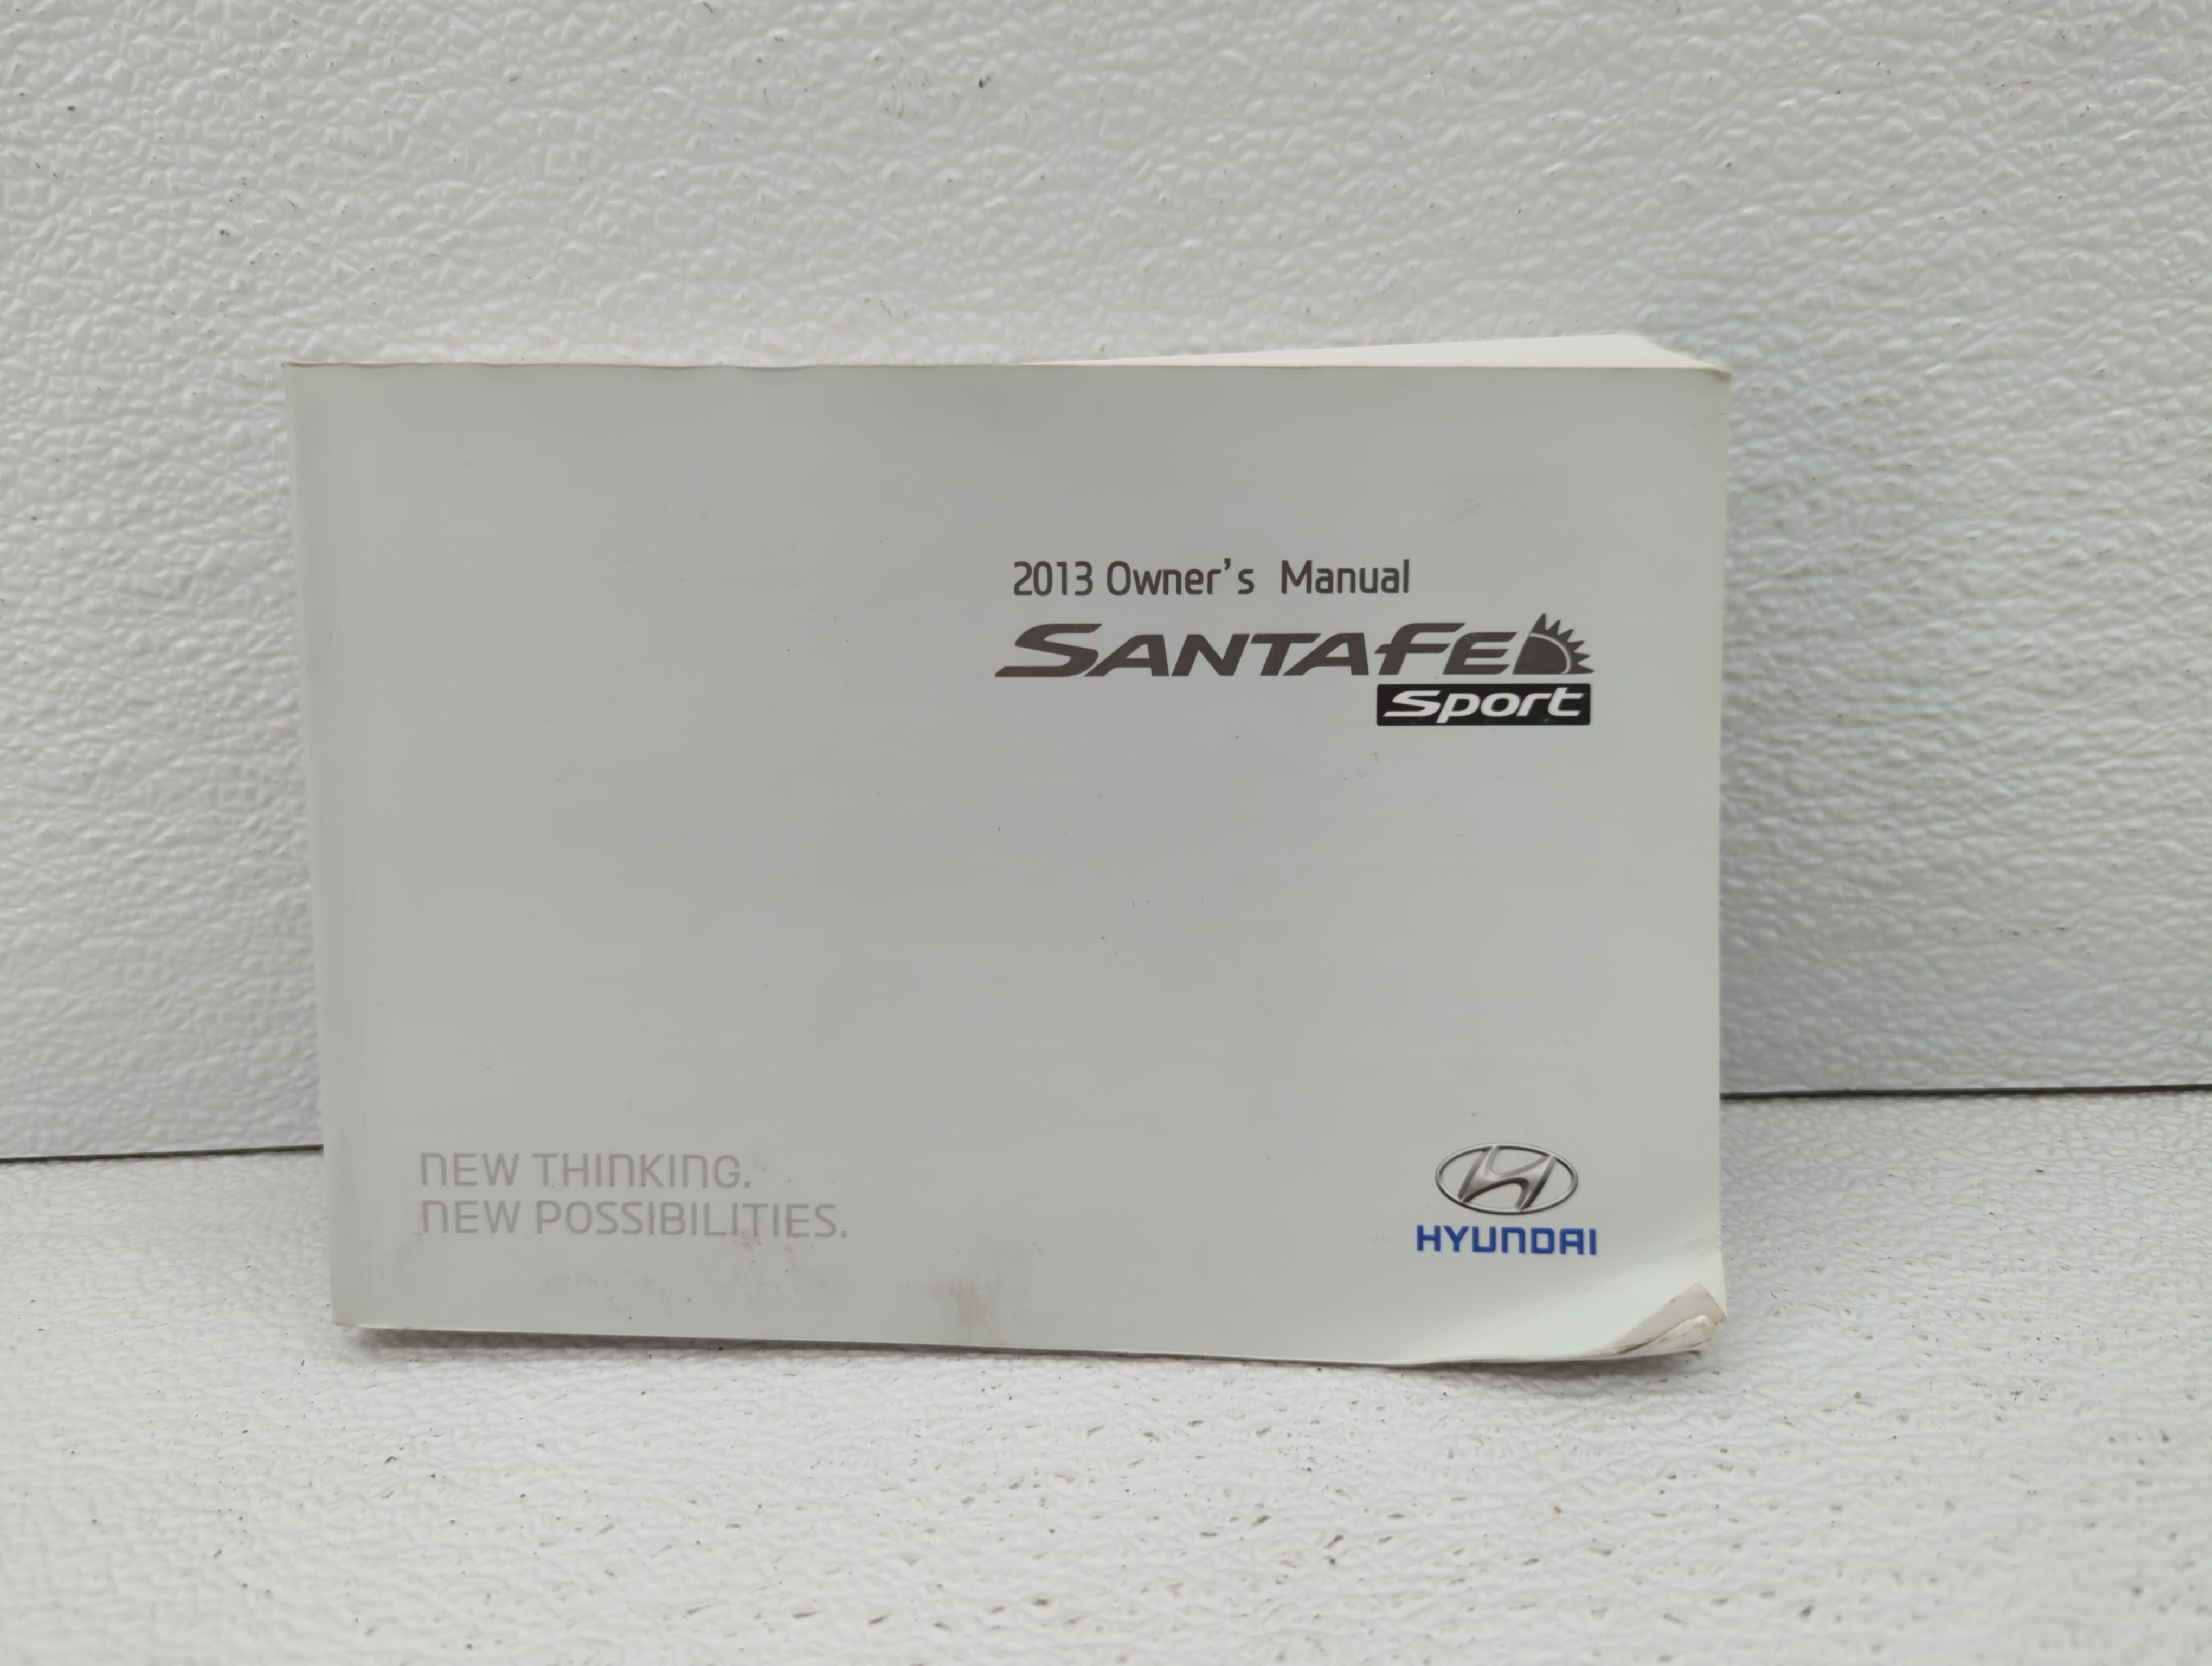 2013 Owner's Manual
SANTAFE
Sport
NEW THINKING.
NEW POSSIBILITIES.
HYUNDAI